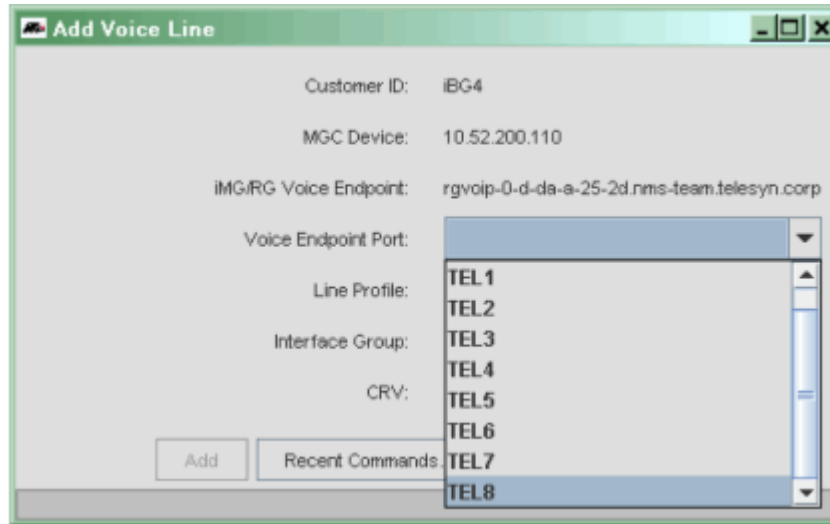 Add Voice Line
Customer ID: iBG4
MGC Device: 10.52.200.110
iMG/RG Voice Endpoint: rgvoip-0-d-da-a-25-2d.nms-team.telesyn.corp
Voice Endpoint Port:
Line Profile:
Interface Group:
CRV:
TEL1
TEL2
TEL3
TEL4
TEL5
TEL6
TEL7
TEL8
Add
Recent Commands.